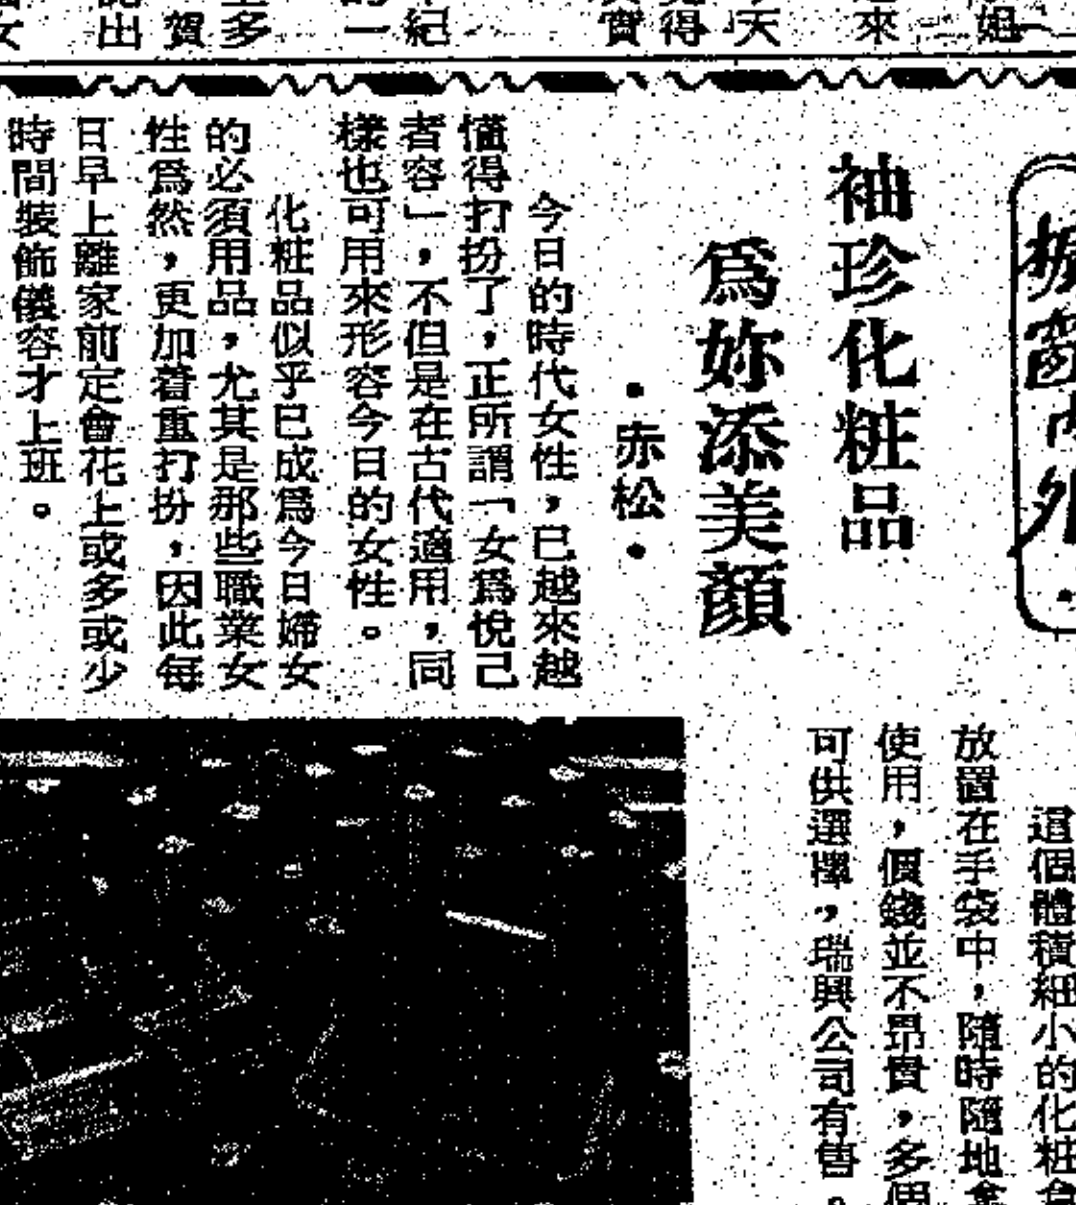 櫥窗內外
袖珍化粧品
爲妳添美顏
•赤松•
今日的時代女性，已越來越
懂得打扮了，正所謂「女爲悅己
者容」，不但是在古代適用，同
樣也可用來形容今日的女性。
化粧品似乎已成爲今日婦女
的必須用品，尤其是那些職業女
性爲然，更加着重打扮，因此每
日早上離家前定會花上或多或少
時間裝飾儀容才上班。
這個體積細小的化粧
放置在手袋中，隨時隨地拿
使用，價錢並不昂貴，多個
可供選擇，瑞興公司有售。